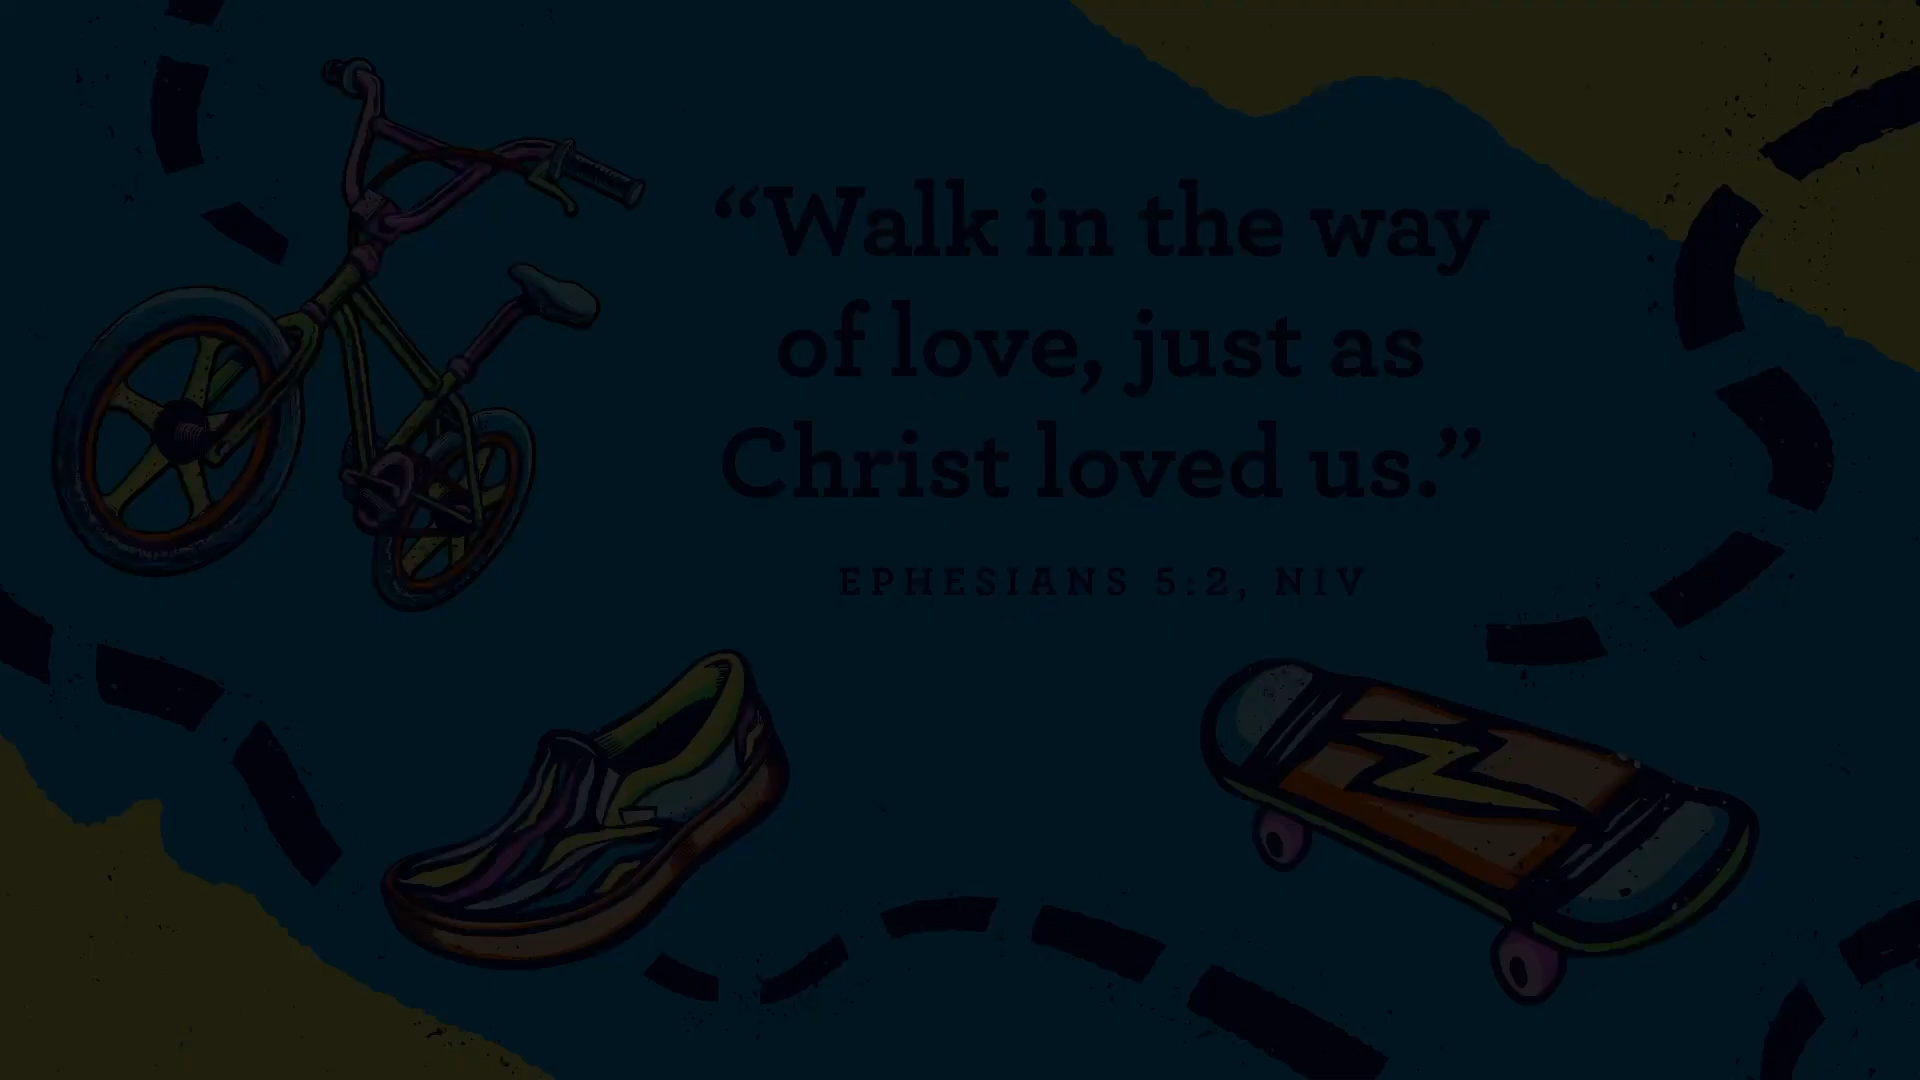 “Walk in the way
of love, just as
Christ loved us.”
EPHESIANS 5:2, NIV